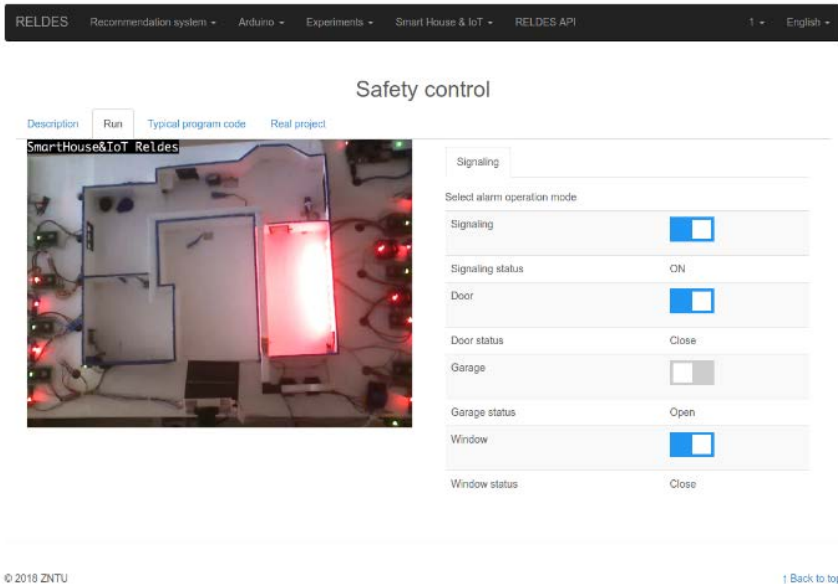 RELDES Recommendation system Arduino Experiments Smart House & IoT RELDES API 1 English
Safety control
Description Run Typical program code Real project
SmartHouse&IoT Reldes
Signaling
Select alarm operation mode
Signaling
Signaling status ON
Door
Door status Close
Garage
Garage status Open
Window
Window status Close
© 2018 ZNTU ↑ Back to top